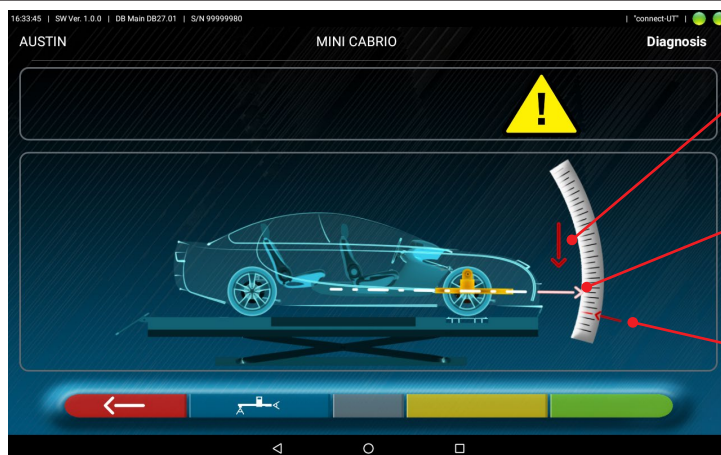 16:33:45 | SW Ver. 1.0.0 | DB Main DB27.01 | S/N 99999980 | "connect-UT" |
AUSTIN MINI CABRIO Diagnosis
!